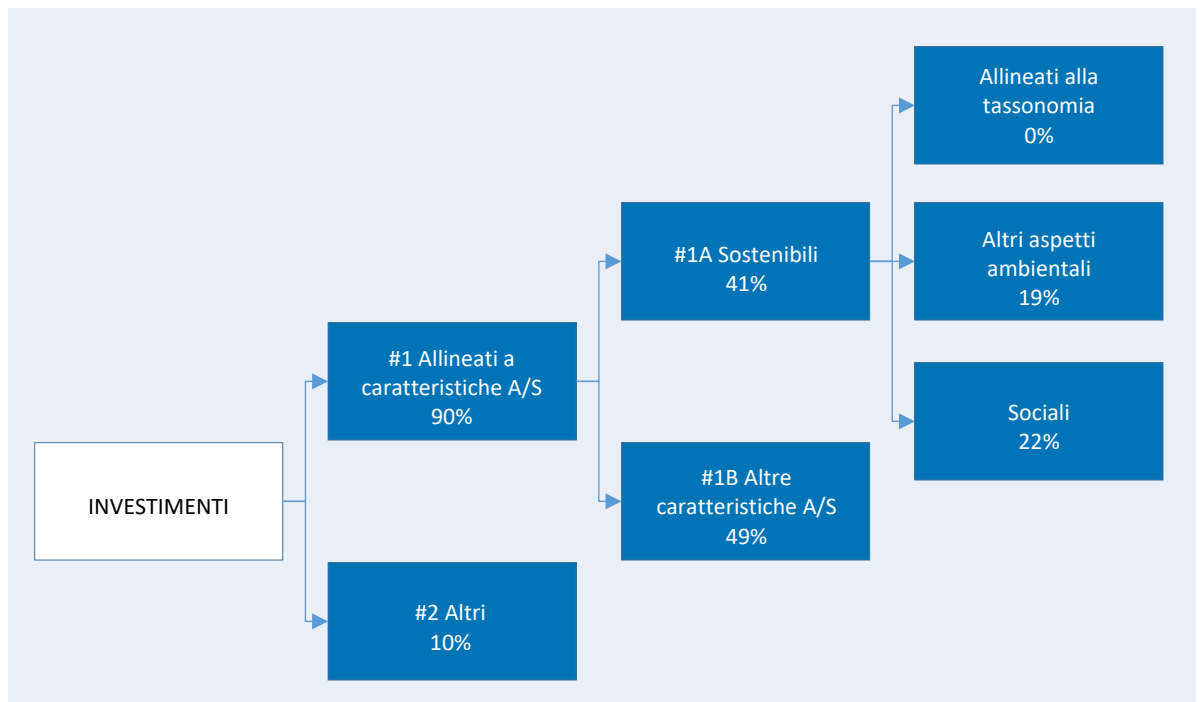 INVESTIMENTI
#1 Allineati a
caratteristiche A/S
90%
#2 Altri
10%
#1A Sostenibili
41%
#1B Altre
caratteristiche A/S
49%
Allineati alla
tassonomia
0%
Altri aspetti
ambientali
19%
Sociali
22%